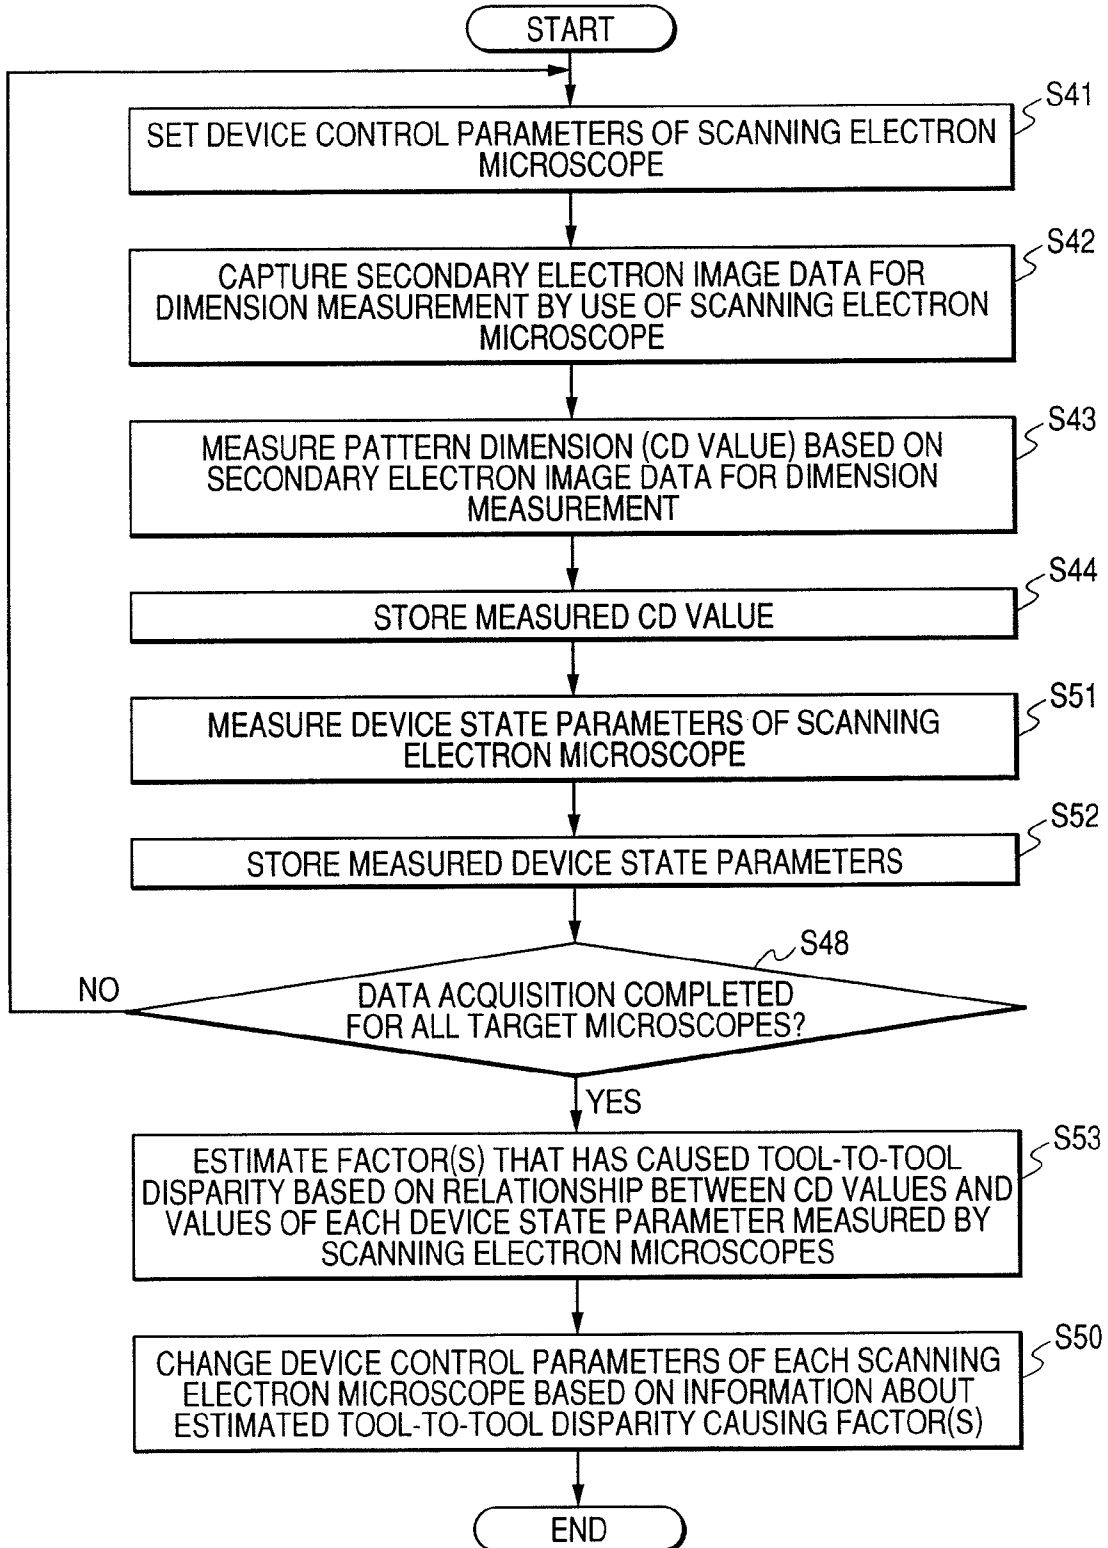 START
S41
SET DEVICE CONTROL PARAMETERS OF SCANNING ELECTRON
MICROSCOPE
S42
CAPTURE SECONDARY ELECTRON IMAGE DATA FOR
DIMENSION MEASUREMENT BY USE OF SCANNING ELECTRON
MICROSCOPE
S43
MEASURE PATTERN DIMENSION (CD VALUE) BASED ON
SECONDARY ELECTRON IMAGE DATA FOR DIMENSION
MEASUREMENT
S44
STORE MEASURED CD VALUE
S51
MEASURE DEVICE STATE PARAMETERS OF SCANNING
ELECTRON MICROSCOPE
S52
STORE MEASURED DEVICE STATE PARAMETERS
S48
NO
DATA ACQUISITION COMPLETED
FOR ALL TARGET MICROSCOPES?
YES
S53
ESTIMATE FACTOR(S) THAT HAS CAUSED TOOL-TO-TOOL
DISPARITY BASED ON RELATIONSHIP BETWEEN CD VALUES AND
VALUES OF EACH DEVICE STATE PARAMETER MEASURED BY
SCANNING ELECTRON MICROSCOPES
S50
CHANGE DEVICE CONTROL PARAMETERS OF EACH SCANNING
ELECTRON MICROSCOPE BASED ON INFORMATION ABOUT
ESTIMATED TOOL-TO-TOOL DISPARITY CAUSING FACTOR(S)
END